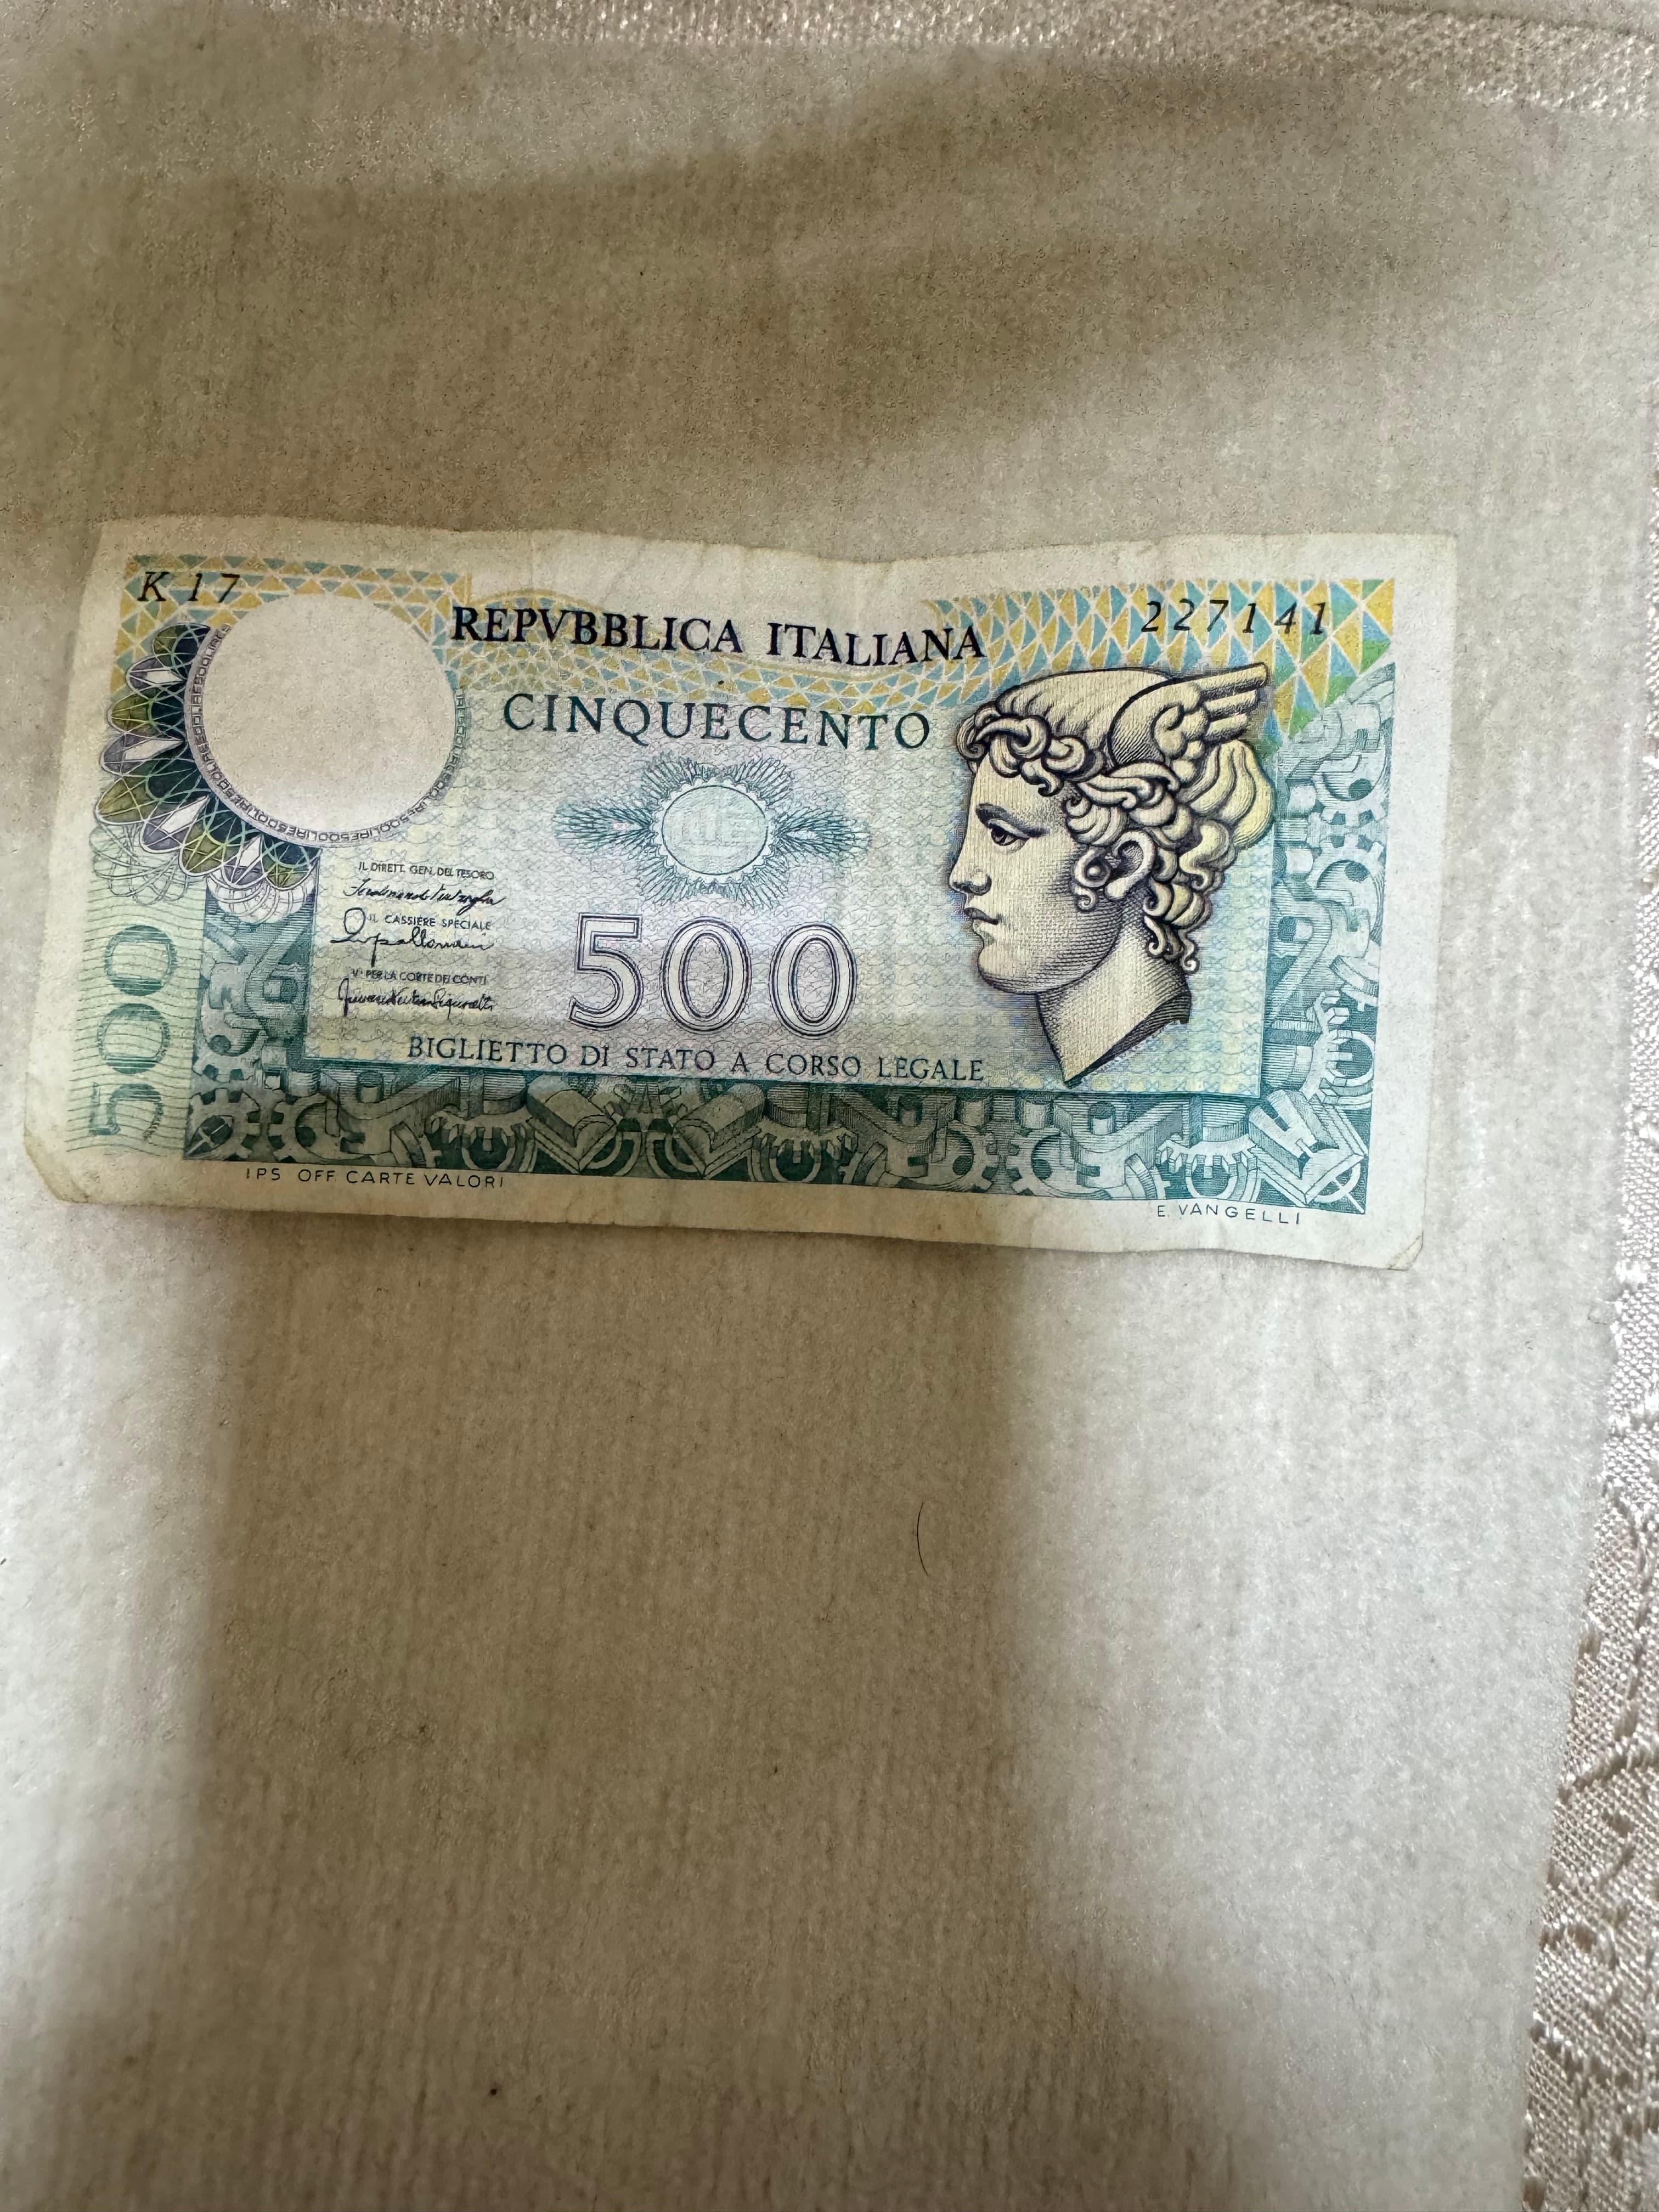 K 17
227141
REPVBBLICA ITALIANA
CINQUECENTO
IL DIRETT. GEN. DEL TESORO
IL CASSIERE SPECIALE
Vº PER LA CORTE DEI CONTI
500
500
BIGLIETTO DI STATO A CORSO LEGALE
IPS OFF CARTE VALORI
E. VANGELLI